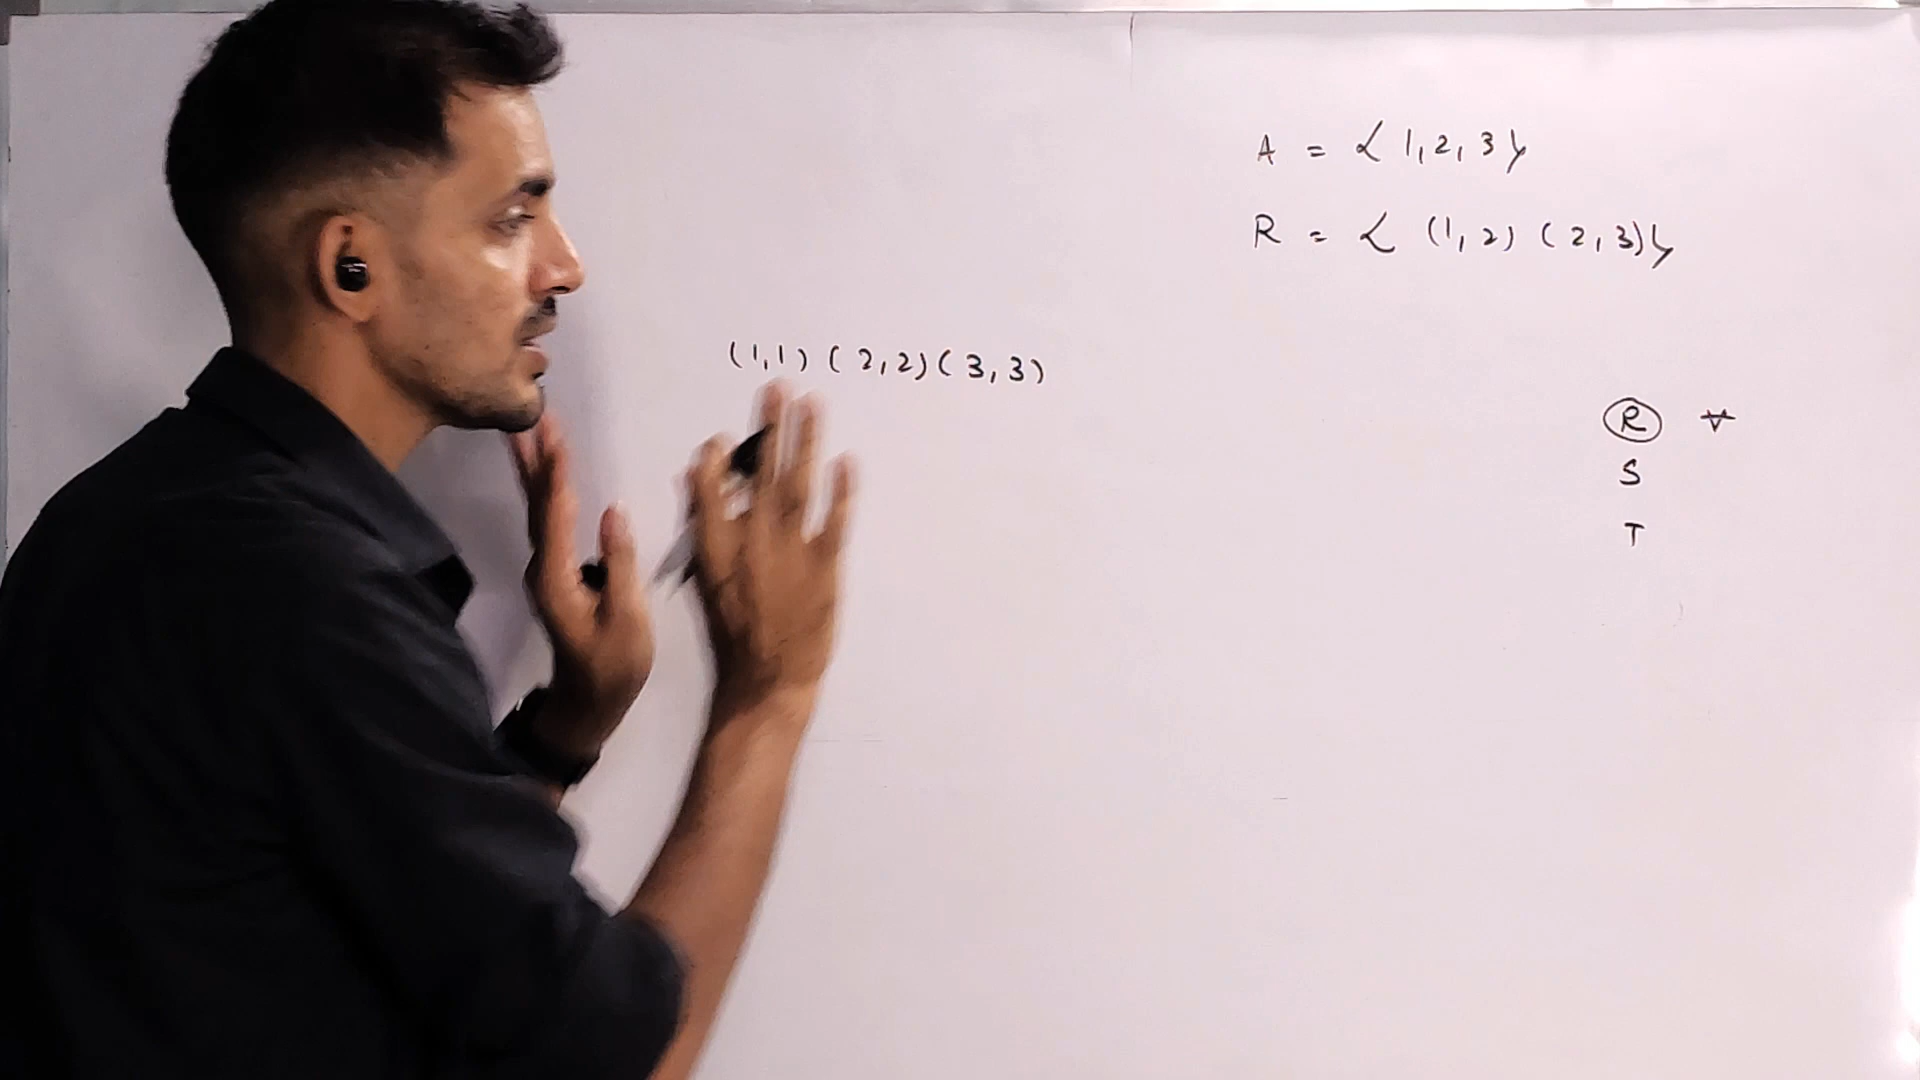 A = { 1, 2, 3 }
R = { (1, 2) ( 2, 3) }
(1, 1) ( 2, 2) ( 3, 3)
R ∀
S
T